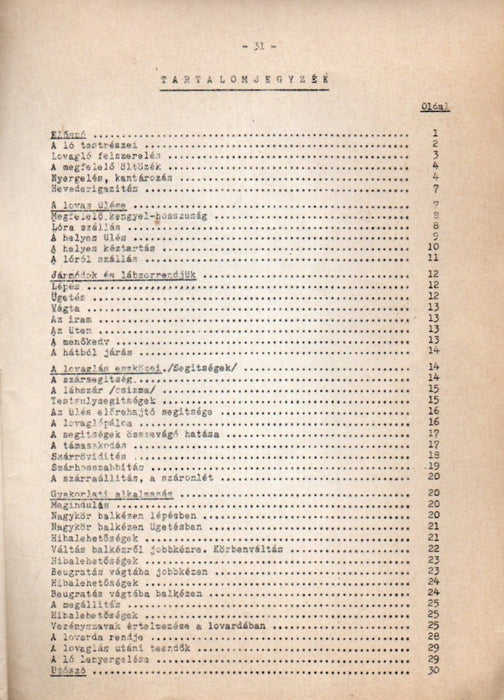 - 31 -
TARTALOMJEGYZÉK
Oldal
Előszó 1
A ló testrészei 2
Lovagló felszerelés 3
A megfelelő öltözék 4
Nyergelés, kantározás 4
Hevederigazitás 7
A lovas ülése 7
Megfelelő kengyel-hosszuság 8
Lóra szállás 8
A helyes ülés 9
A helyes kéztartás 10
A lóról szállás 11
Jármódok és lábsorrendjük 12
Lépés 12
Ügetés 12
Vágta 13
Az iram 13
Az ütem 13
A menőkedv 13
A hátból járás 14
A lovaglás eszközei /Segitségek/ 14
A szársegitség 14
A lábszár /csizma/ 15
Testsulysegitségek 15
Az ülés előrehajtó segitsége 16
A lovaglópálca 16
A segitségek összevágó hatása 17
A támaszkodás 17
Szárrövidités 18
Szárhosszabbitás 19
A szárraállitás, a száronlét 20
Gyakorlati alkalmazás 20
Magindulás 20
Nagykör balkézen lépésben 20
Nagykör balkézen ügetésben 21
Hibalehetőségek 21
Váltás balkézről jobbkézre. Körbenváltás 22
Hibalehetőségek 23
Beugratás vágtába jobbkézen 23
Hibalehetőségek 24
Beugratás vágtába balkézen 24
A megállitás 25
Hibalehetőségek 25
Vezényszavak értelmezése a lovardában 25
A lovarda rendje 28
A lovaglás utáni teendők 29
A ló lenyergelése 29
Utószó 30